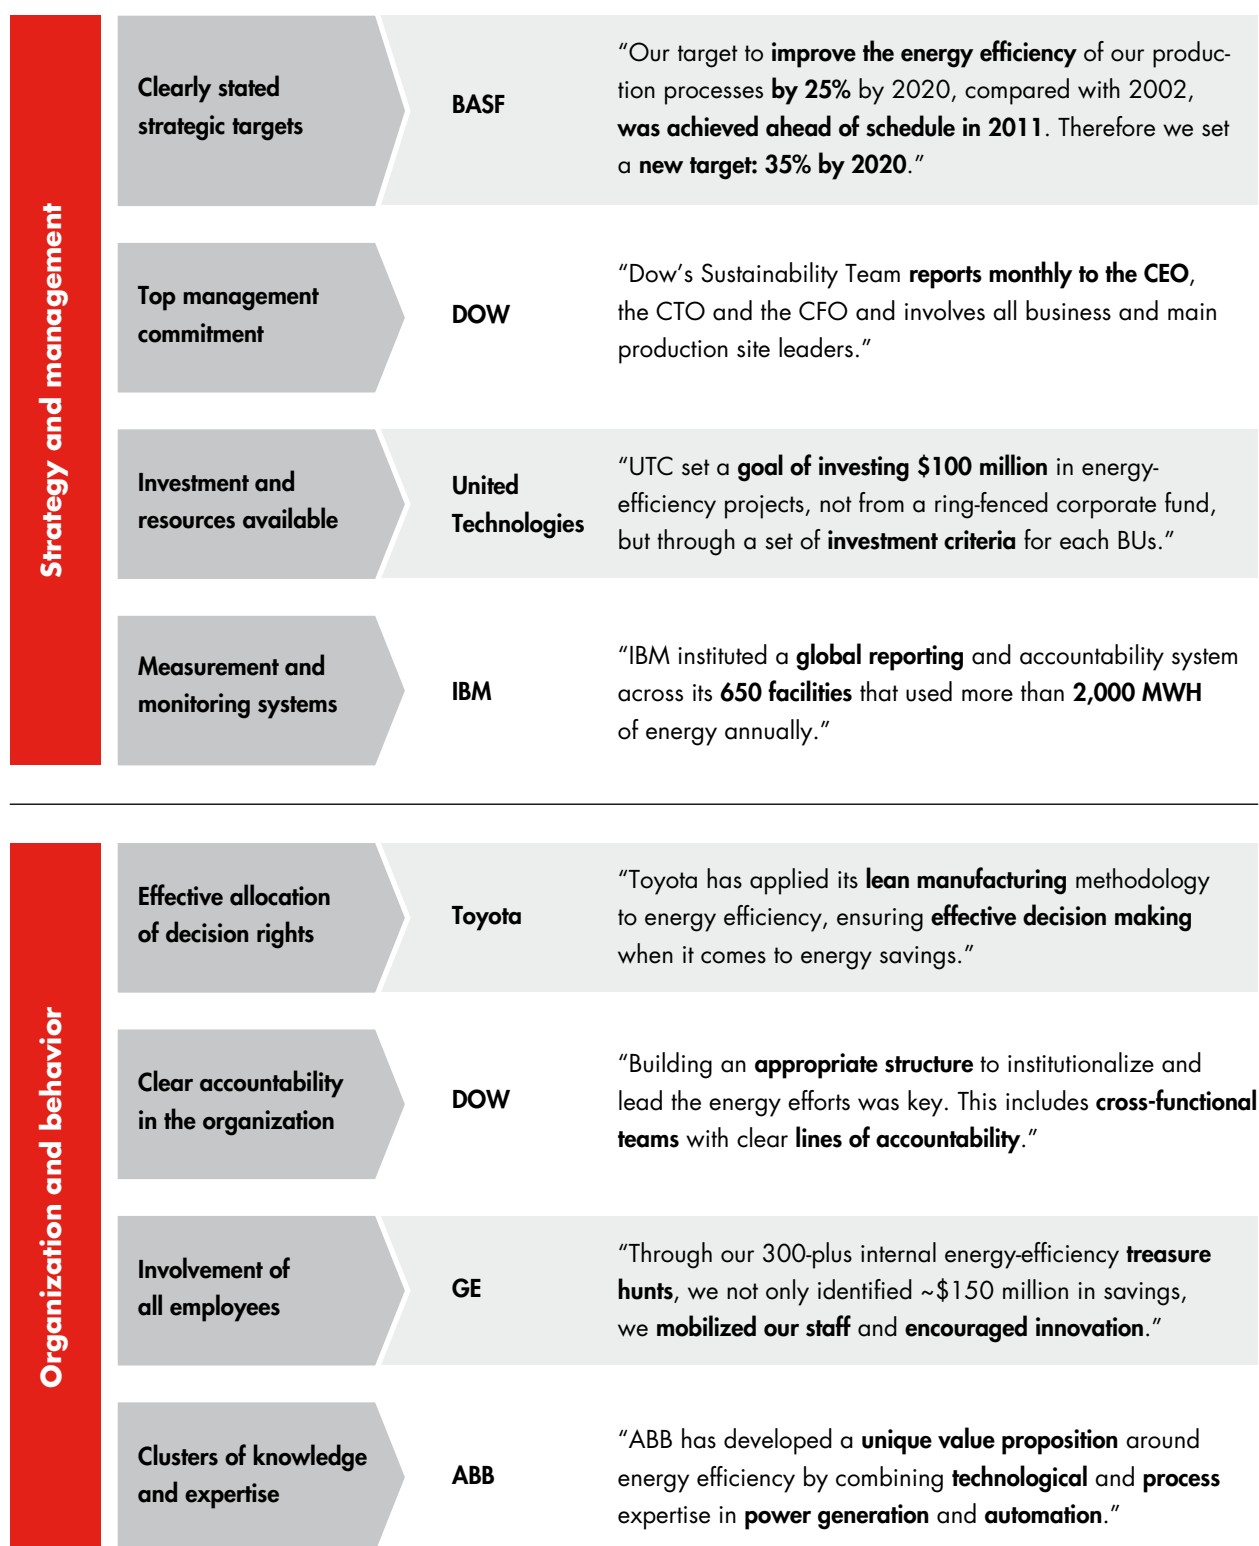 Strategy and management
Clearly stated
strategic targets
BASF
“Our target to improve the energy efficiency of our produc-
tion processes by 25% by 2020, compared with 2002,
was achieved ahead of schedule in 2011. Therefore we set
a new target: 35% by 2020.”
Top management
commitment
DOW
“Dow’s Sustainability Team reports monthly to the CEO,
the CTO and the CFO and involves all business and main
production site leaders.”
Investment and
resources available
United
Technologies
“UTC set a goal of investing $100 million in energy-
efficiency projects, not from a ring-fenced corporate fund,
but through a set of investment criteria for each BUs.”
Measurement and
monitoring systems
IBM
“IBM instituted a global reporting and accountability system
across its 650 facilities that used more than 2,000 MWH
of energy annually.”
Organization and behavior
Effective allocation
of decision rights
Toyota
“Toyota has applied its lean manufacturing methodology
to energy efficiency, ensuring effective decision making
when it comes to energy savings.”
Clear accountability
in the organization
DOW
“Building an appropriate structure to institutionalize and
lead the energy efforts was key. This includes cross-functional
teams with clear lines of accountability.”
Involvement of
all employees
GE
“Through our 300-plus internal energy-efficiency treasure
hunts, we not only identified ~$150 million in savings,
we mobilized our staff and encouraged innovation.”
Clusters of knowledge
and expertise
ABB
“ABB has developed a unique value proposition around
energy efficiency by combining technological and process
expertise in power generation and automation.”